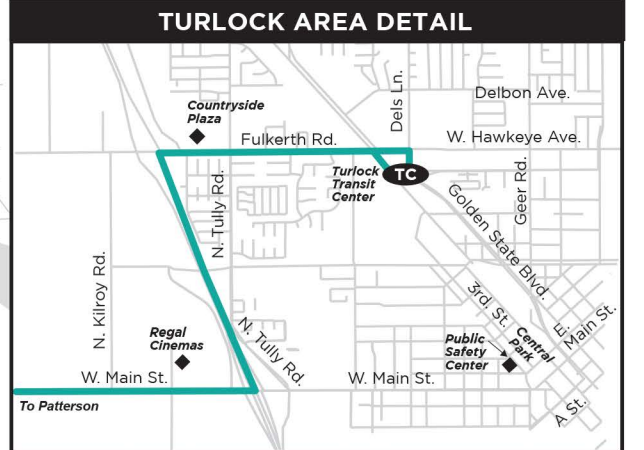 TURLOCK AREA DETAIL
Delbon Ave.
Dels Ln.
Countryside
Plaza
Fulkerth Rd.
W. Hawkeye Ave.
Turlock
Transit
Center
TC
Geer Rd.
N. Tully Rd.
Golden State Blvd.
N. Kilroy Rd.
3rd. St.
Central
Park
E.
Main St.
Regal
Cinemas
N. Tully Rd.
Public
Safety
Center
W. Main St.
W. Main St.
A St.
To Patterson